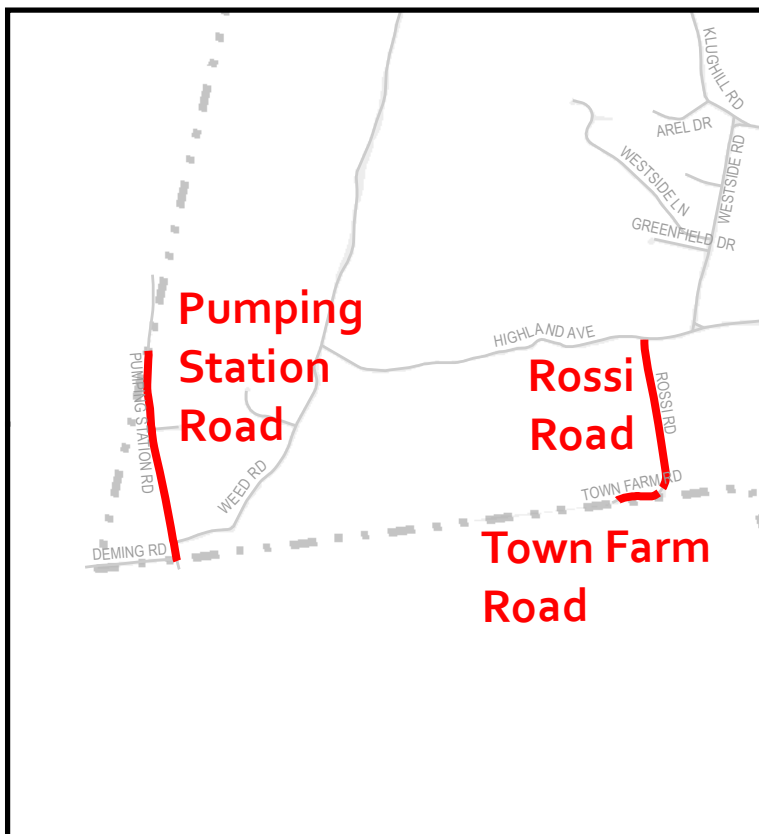 KLUGHILL RD
AREL DR
WESTSIDE RD
WESTSIDE LN
GREENFIELD DR
Pumping
Station
Road
HIGHLAND AVE
PUMPING STATION RD
Rossi
Road
ROSSI RD
WEED RD
TOWN FARM RD
DEMING RD
Town Farm
Road